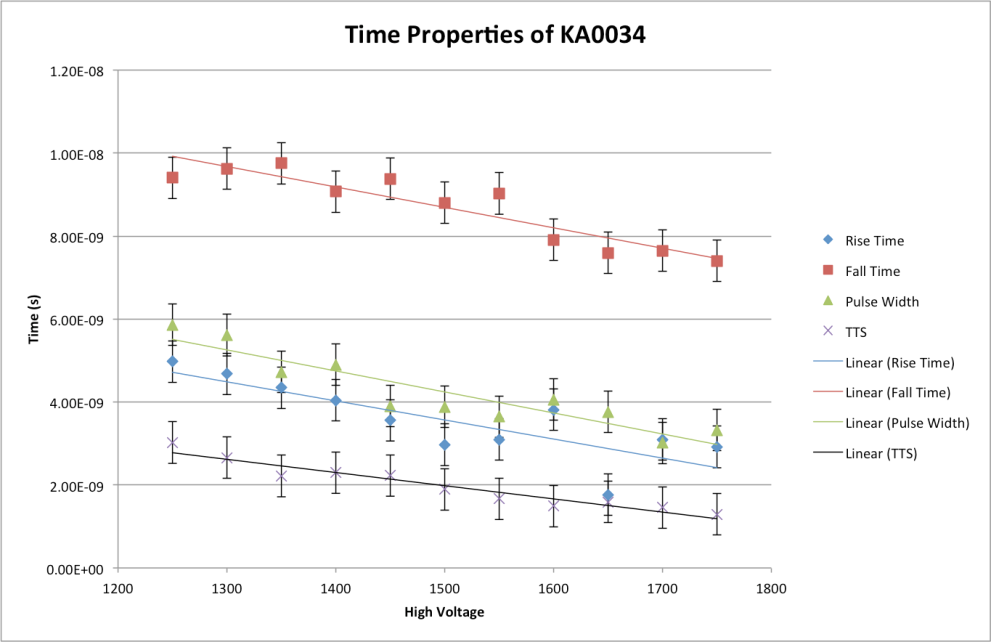 Time Properties of KA0034
1.20E-08
1.00E-08
8.00E-09
6.00E-09
4.00E-09
2.00E-09
0.00E+00
Time (s)
1200 1300 1400 1500 1600 1700 1800
High Voltage
Rise Time
Fall Time
Pulse Width
TTS
Linear (Rise Time)
Linear (Fall Time)
Linear (Pulse Width)
Linear (TTS)